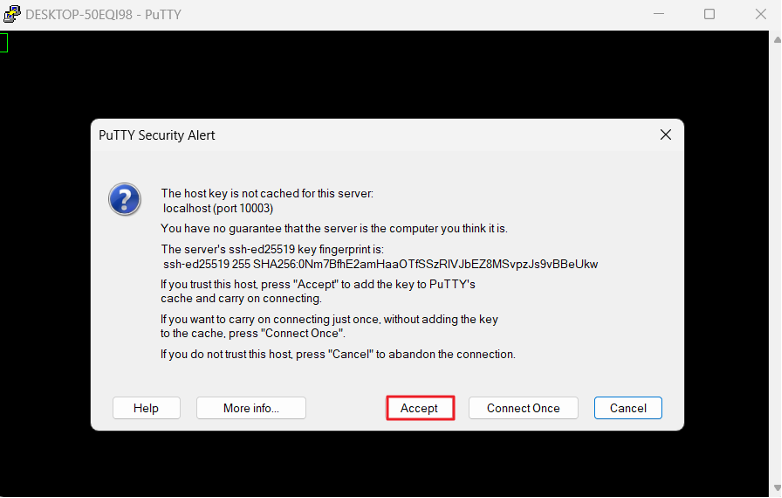 DESKTOP-50EQI98 - PuTTY
PuTTY Security Alert
The host key is not cached for this server:
localhost (port 10003)
You have no guarantee that the server is the computer you think it is.
The server's ssh-ed25519 key fingerprint is:
ssh-ed25519 255 SHA256:0Nm7BfhE2amHaaOTfSSzRIVJbEZ8MSvpzJs9vBBeUkw
If you trust this host, press "Accept" to add the key to PuTTY's
cache and carry on connecting.
If you want to carry on connecting just once, without adding the key
to the cache, press "Connect Once".
If you do not trust this host, press "Cancel" to abandon the connection.
Help
More info...
Accept
Connect Once
Cancel